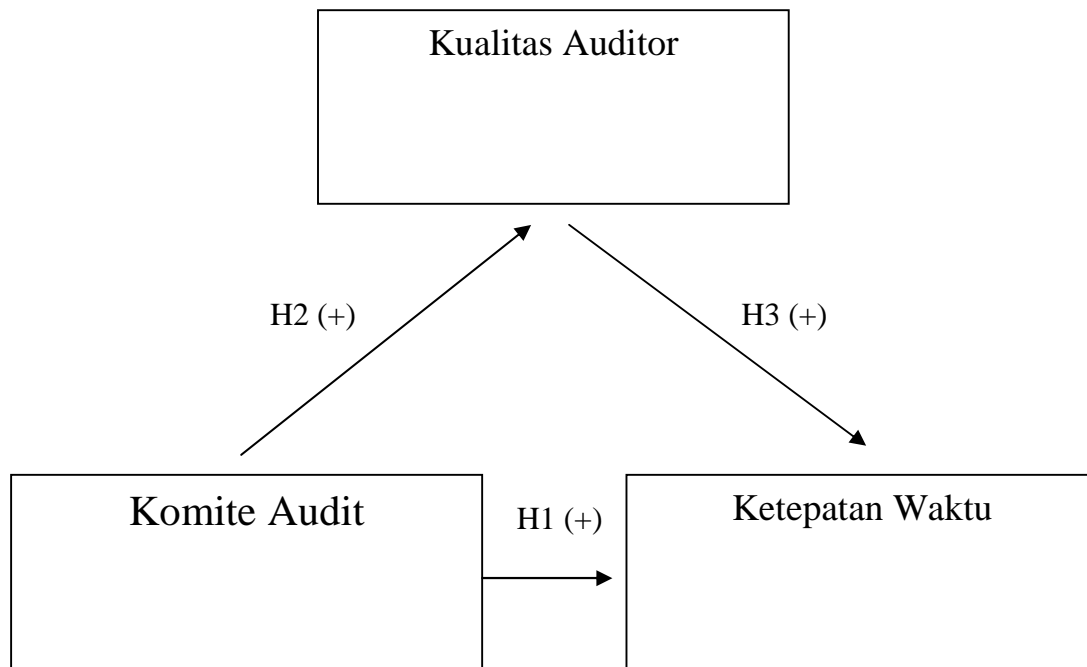 Kualitas Auditor
H2 (+)
H3 (+)
Komite Audit
H1 (+)
Ketepatan Waktu